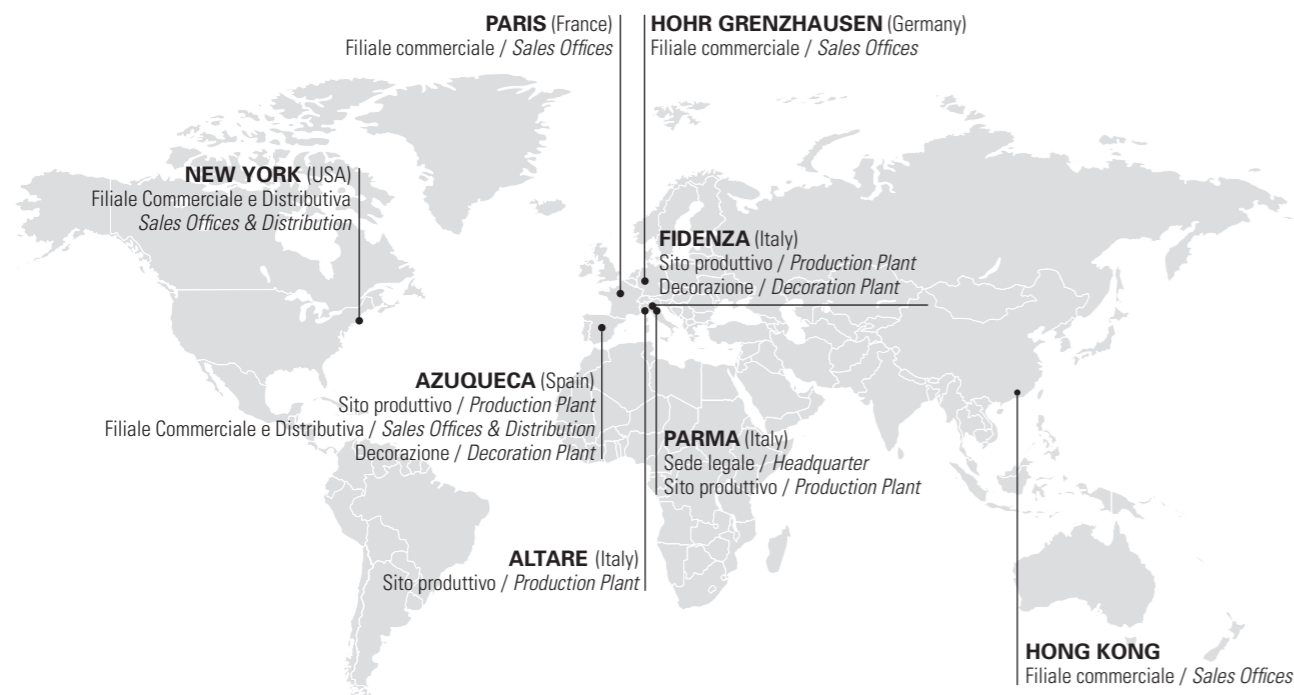 PARIS (France)
Filiale commerciale / Sales Offices
HOHR GRENZHAUSEN (Germany)
Filiale commerciale / Sales Offices
NEW YORK (USA)
Filiale Commerciale e Distributiva
Sales Offices & Distribution
FIDENZA (Italy)
Sito produttivo / Production Plant
Decorazione / Decoration Plant
AZUQUECA (Spain)
Sito produttivo / Production Plant
Filiale Commerciale e Distributiva / Sales Offices & Distribution
Decorazione / Decoration Plant
PARMA (Italy)
Sede legale / Headquarter
Sito produttivo / Production Plant
ALTARE (Italy)
Sito produttivo / Production Plant
HONG KONG
Filiale commerciale / Sales Offices